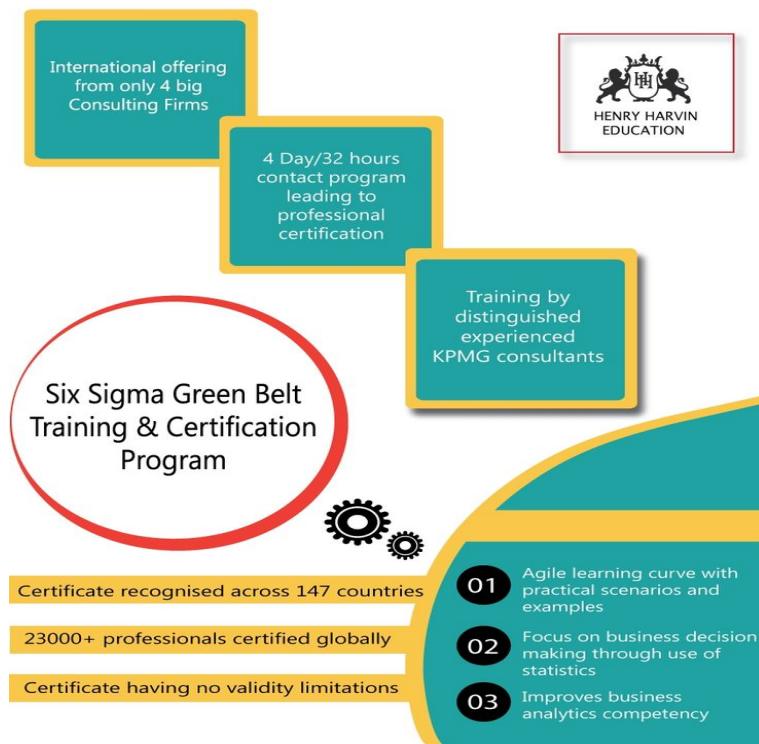 International offering
from only 4 big
Consulting Firms
HH
HENRY HARVIN
EDUCATION
4 Day/32 hours
contact program
leading to
professional
certification
Training by
distinguished
experienced
KPMG consultants
Six Sigma Green Belt
Training & Certification
Program
Certificate recognised across 147 countries
23000+ professionals certified globally
Certificate having no validity limitations
01
Agile learning curve with
practical scenarios and
examples
02
Focus on business decision
making through use of
statistics
03
Improves business
analytics competency